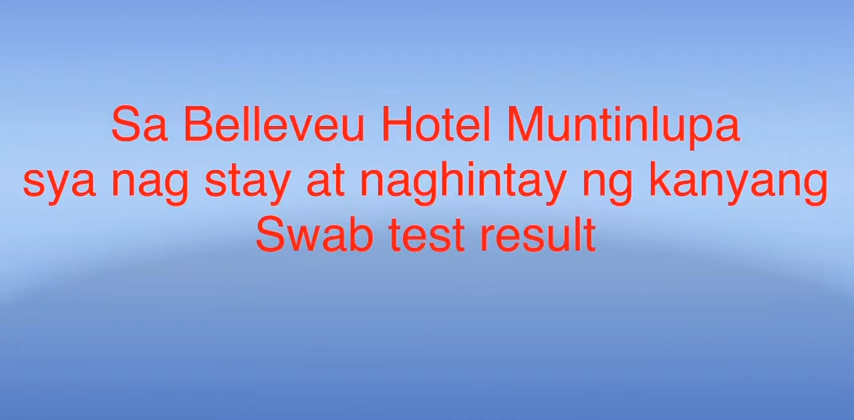 Sa Belleveu Hotel Muntinlupa
sya nag stay at naghintay ng kanyang
Swab test result